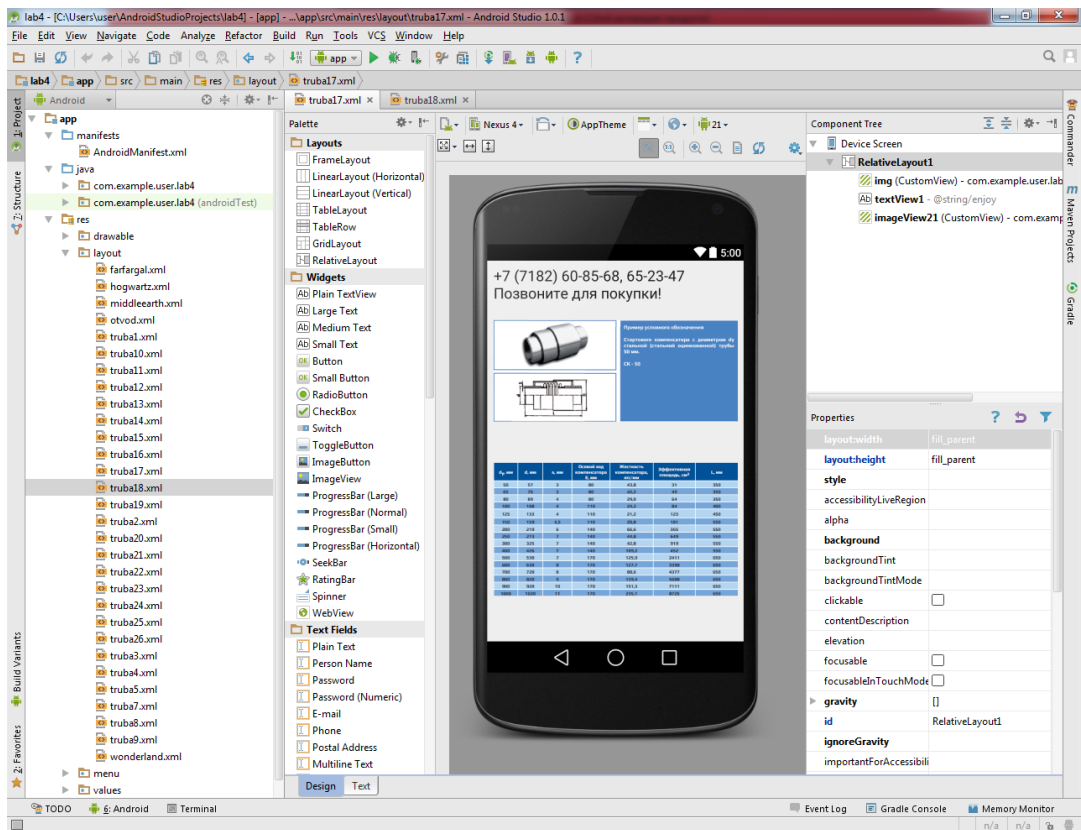 lab4 - [C:\Users\user\AndroidStudioProjects\lab4] - [app] - ...\app\src\main\res\layout\truba17.xml - Android Studio 1.0.1
File Edit View Navigate Code Analyze Refactor Build Run Tools VCS Window Help
app
lab4 app src main res layout truba17.xml
1: Project
7: Structure
Build Variants
2: Favorites
Android
app
manifests
AndroidManifest.xml
java
com.example.user.lab4
com.example.user.lab4 (androidTest)
res
drawable
layout
farfargal.xml
hogwartz.xml
middleearth.xml
otvod.xml
truba1.xml
truba10.xml
truba11.xml
truba12.xml
truba13.xml
truba14.xml
truba15.xml
truba16.xml
truba17.xml
truba18.xml
truba19.xml
truba2.xml
truba20.xml
truba21.xml
truba22.xml
truba23.xml
truba24.xml
truba25.xml
truba26.xml
truba3.xml
truba4.xml
truba5.xml
truba7.xml
truba8.xml
truba9.xml
wonderland.xml
menu
values
truba17.xml truba18.xml
Palette
Layouts
FrameLayout
LinearLayout (Horizontal)
LinearLayout (Vertical)
TableLayout
TableRow
GridLayout
RelativeLayout
Widgets
Plain TextView
Large Text
Medium Text
Small Text
Button
Small Button
RadioButton
CheckBox
Switch
ToggleButton
ImageButton
ImageView
ProgressBar (Large)
ProgressBar (Normal)
ProgressBar (Small)
ProgressBar (Horizontal)
SeekBar
RatingBar
Spinner
WebView
Text Fields
Plain Text
Person Name
Password
Password (Numeric)
E-mail
Phone
Postal Address
Multiline Text
Design Text
Nexus 4 AppTheme 21
5:00
+7 (7182) 60-85-68, 65-23-47
Позвоните для покупки!
Пример условного обозначения
Стартового компенсатора с диаметром dy
стальной (стальной оцинкованной) трубы
50 мм.
СК - 50
Component Tree
Device Screen
RelativeLayout1
img (CustomView) - com.example.user.lab
textView1 - @string/enjoy
imageView21 (CustomView) - com.examp
Properties
layout:width fill_parent
layout:height fill_parent
style
accessibilityLiveRegion
alpha
background
backgroundTint
backgroundTintMode
clickable
contentDescription
elevation
focusable
focusableInTouchMode
gravity []
id RelativeLayout1
ignoreGravity
importantForAccessibili
Commander
Maven Projects
Gradle
TODO 6: Android Terminal Event Log Gradle Console Memory Monitor
n/a n/a